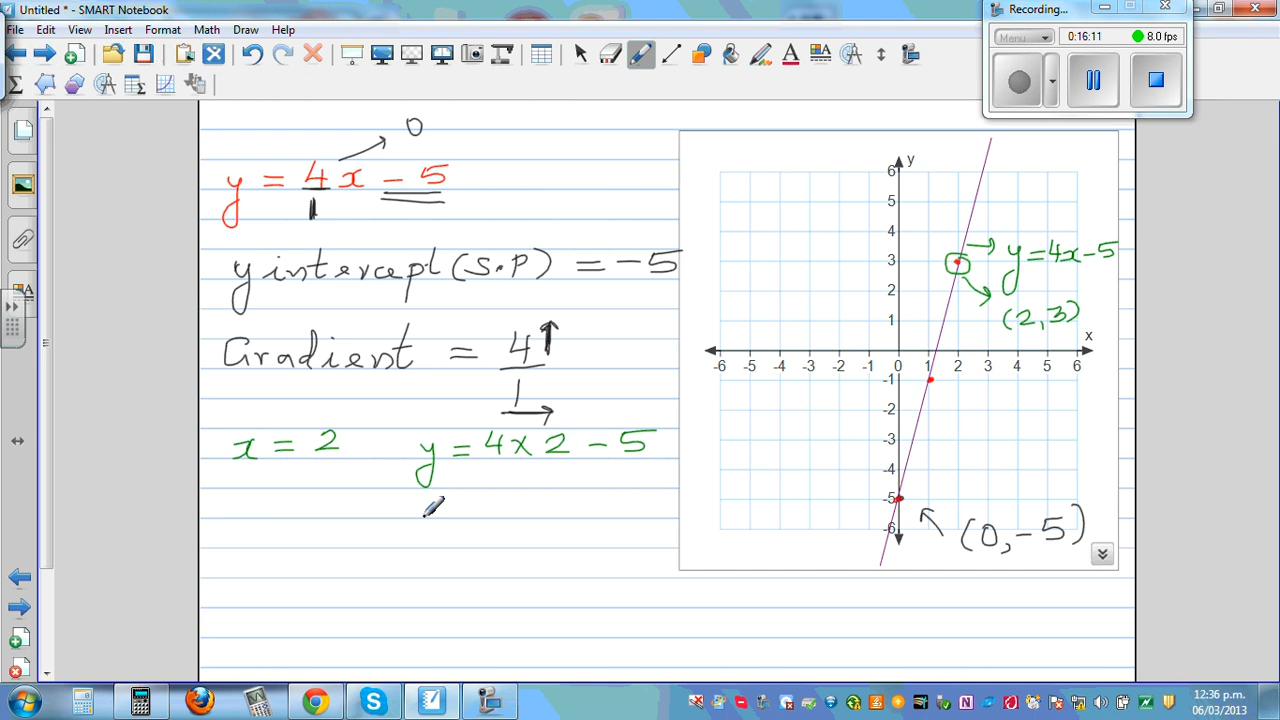 Untitled * - SMART Notebook
Recording...
File Edit View Insert Format Math Draw Help
Menu
0:16:11
8.0 fps
0
y = 4x - 5
1
y intercept (S.P) = -5
Gradient = 4
1
x = 2 y = 4 x 2 - 5
y
6
5
4
3
2
1
-1
-2
-3
-4
-5
-6
-6 -5 -4 -3 -2 -1 0 1 2 3 4 5 6
x
y = 4x - 5
(2, 3)
(0, -5)
12:36 p.m.
06/03/2013